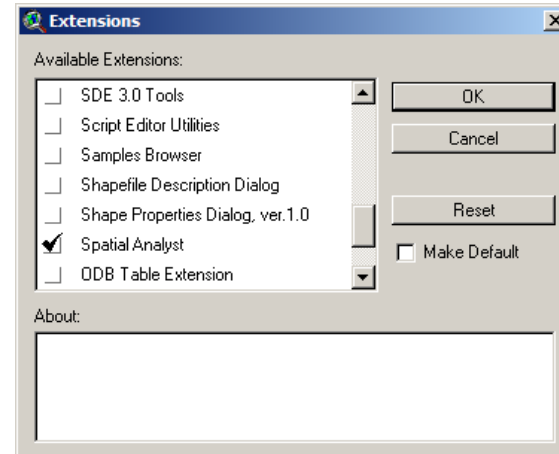 Extensions
Available Extensions:
SDE 3.0 Tools
Script Editor Utilities
Samples Browser
Shapefile Description Dialog
Shape Properties Dialog, ver.1.0
Spatial Analyst
ODB Table Extension
OK
Cancel
Reset
Make Default
About: